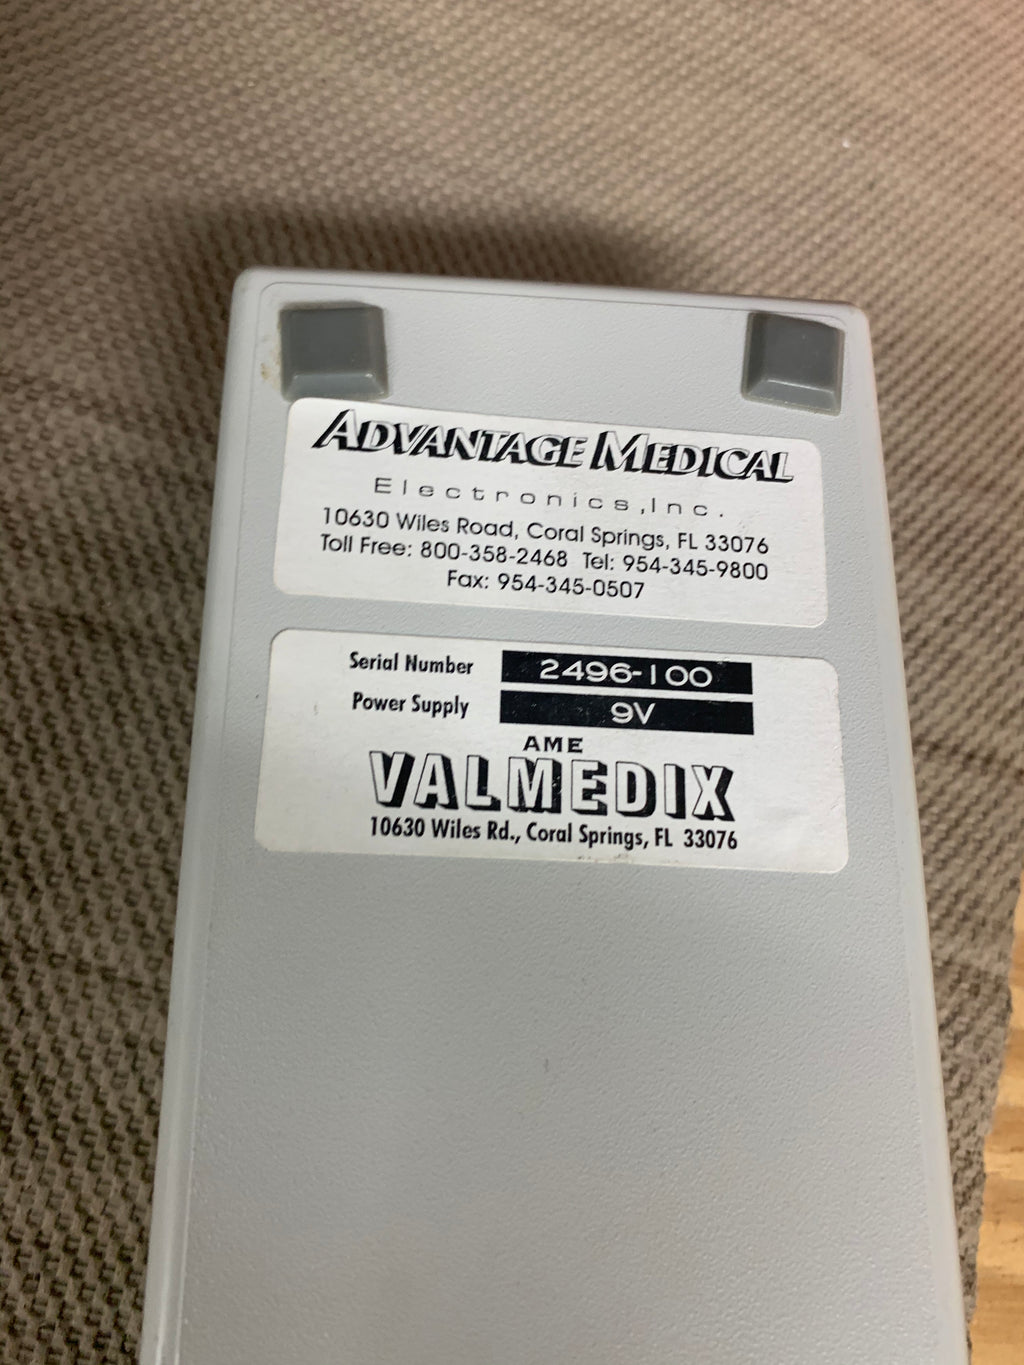 ADVANTAGE MEDICAL
Electronics,Inc.
10630 Wiles Road, Coral Springs, FL 33076
Toll Free: 800-358-2468 Tel: 954-345-9800
Fax: 954-345-0507
Serial Number 2496-100
Power Supply 9V
AME
VALMEDIX
10630 Wiles Rd., Coral Springs, FL 33076